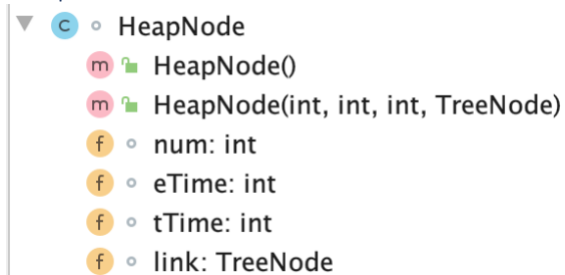 HeapNode
HeapNode()
HeapNode(int, int, int, TreeNode)
num: int
eTime: int
tTime: int
link: TreeNode